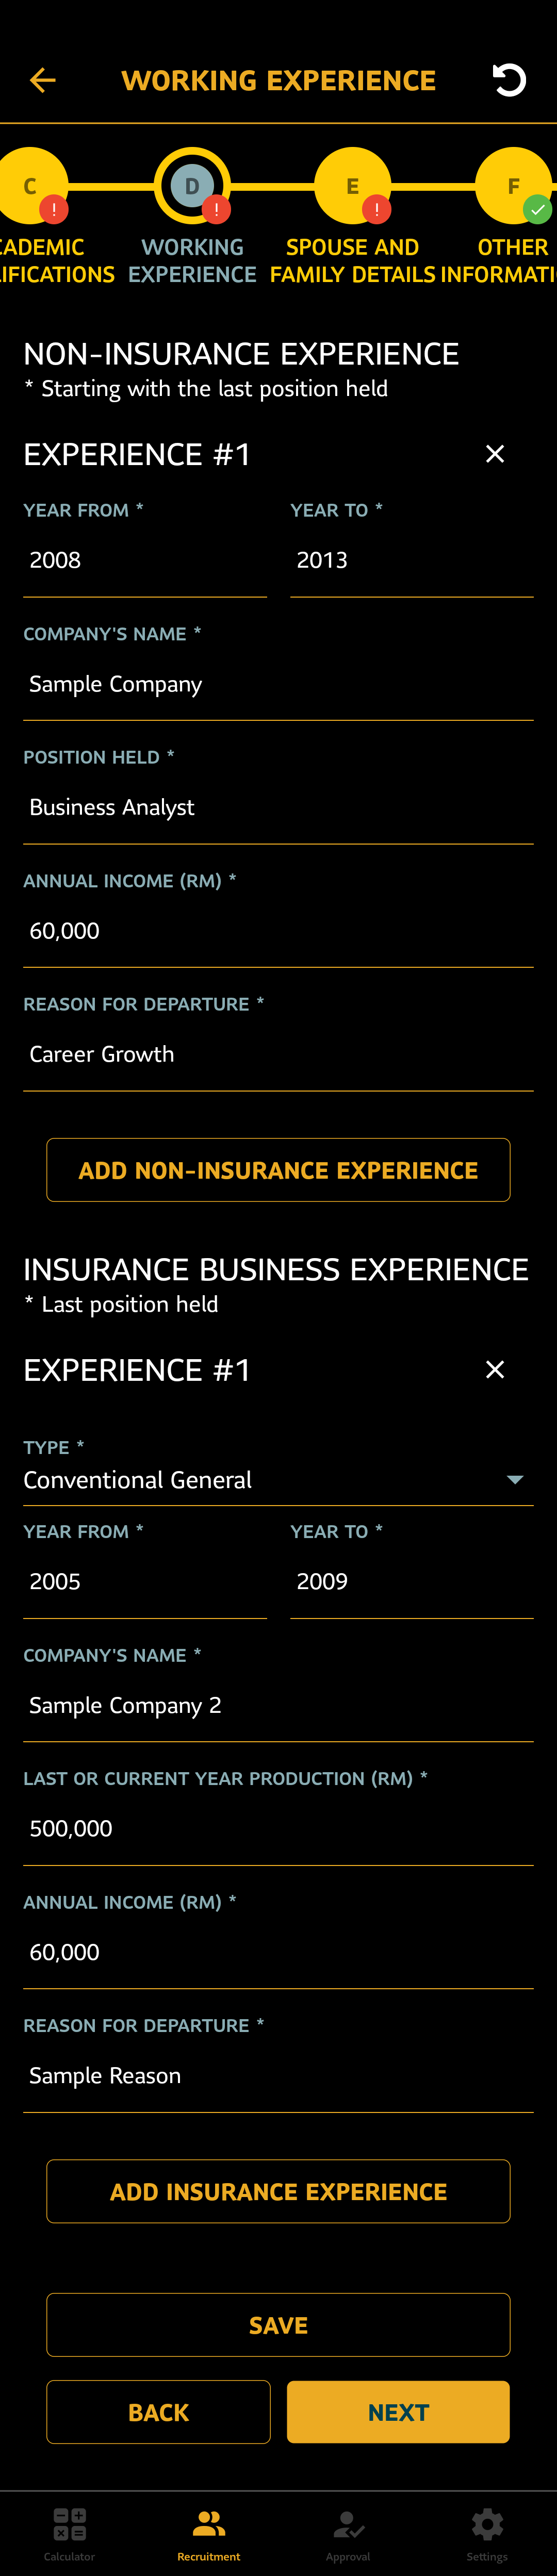 WORKING EXPERIENCE
C
D
E
F
CADEMIC
WORKING
SPOUSE AND
OTHER
IFICATIONS
EXPERIENCE
FAMILY DETAILS
INFORMATI
NON-INSURANCE EXPERIENCE
* Starting with the last position held
EXPERIENCE #1
YEAR FROM *
YEAR TO *
2008
2013
COMPANY'S NAME *
Sample Company
POSITION HELD *
Business Analyst
ANNUAL INCOME (RM) *
60,000
REASON FOR DEPARTURE *
Career Growth
ADD NON-INSURANCE EXPERIENCE
INSURANCE BUSINESS EXPERIENCE
* Last position held
EXPERIENCE #1
TYPE *
Conventional General
YEAR FROM *
YEAR TO *
2005
2009
COMPANY'S NAME *
Sample Company 2
LAST OR CURRENT YEAR PRODUCTION (RM) *
500,000
ANNUAL INCOME (RM) *
60,000
REASON FOR DEPARTURE *
Sample Reason
ADD INSURANCE EXPERIENCE
SAVE
BACK
NEXT
Calculator
Recruitment
Approval
Settings